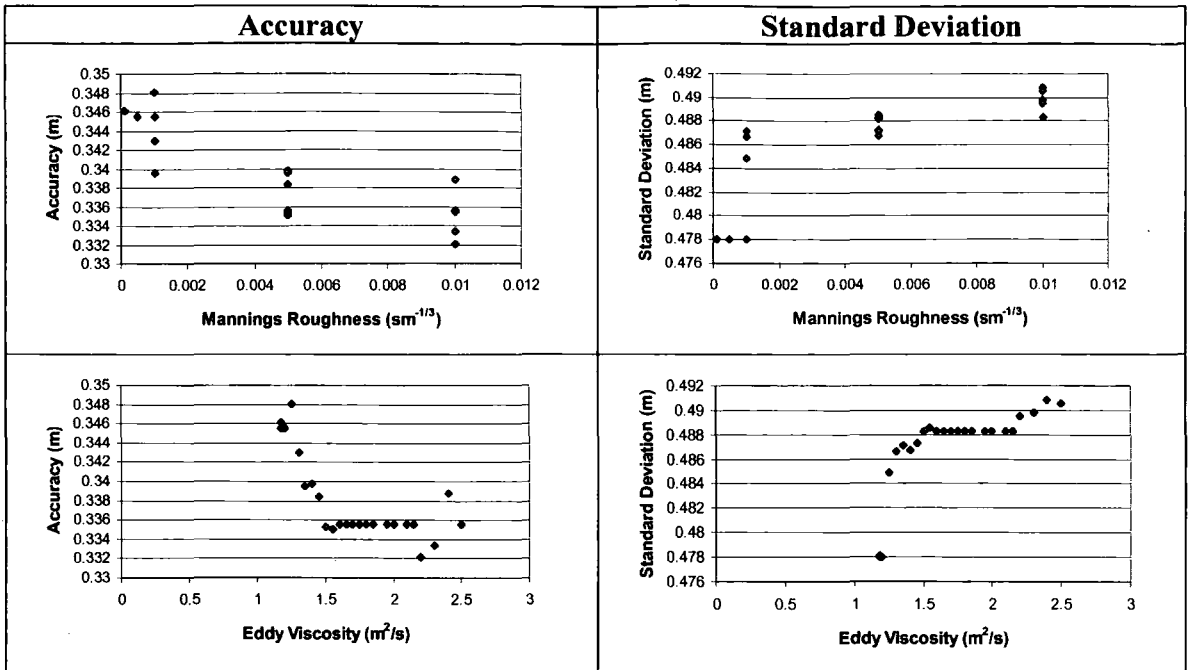 Accuracy
Standard Deviation
Accuracy (m)
0.35
0.348
0.346
0.344
0.342
0.34
0.338
0.336
0.334
0.332
0.33
0 0.002 0.004 0.006 0.008 0.01 0.012
Mannings Roughness (sm-1/3)
Standard Deviation (m)
0.492
0.49
0.488
0.486
0.484
0.482
0.48
0.478
0.476
0 0.002 0.004 0.006 0.008 0.01 0.012
Mannings Roughness (sm-1/3)
Accuracy (m)
0.35
0.348
0.346
0.344
0.342
0.34
0.338
0.336
0.334
0.332
0.33
0 0.5 1 1.5 2 2.5 3
Eddy Viscosity (m2/s)
Standard Deviation (m)
0.492
0.49
0.488
0.486
0.484
0.482
0.48
0.478
0.476
0 0.5 1 1.5 2 2.5 3
Eddy Viscosity (m2/s)